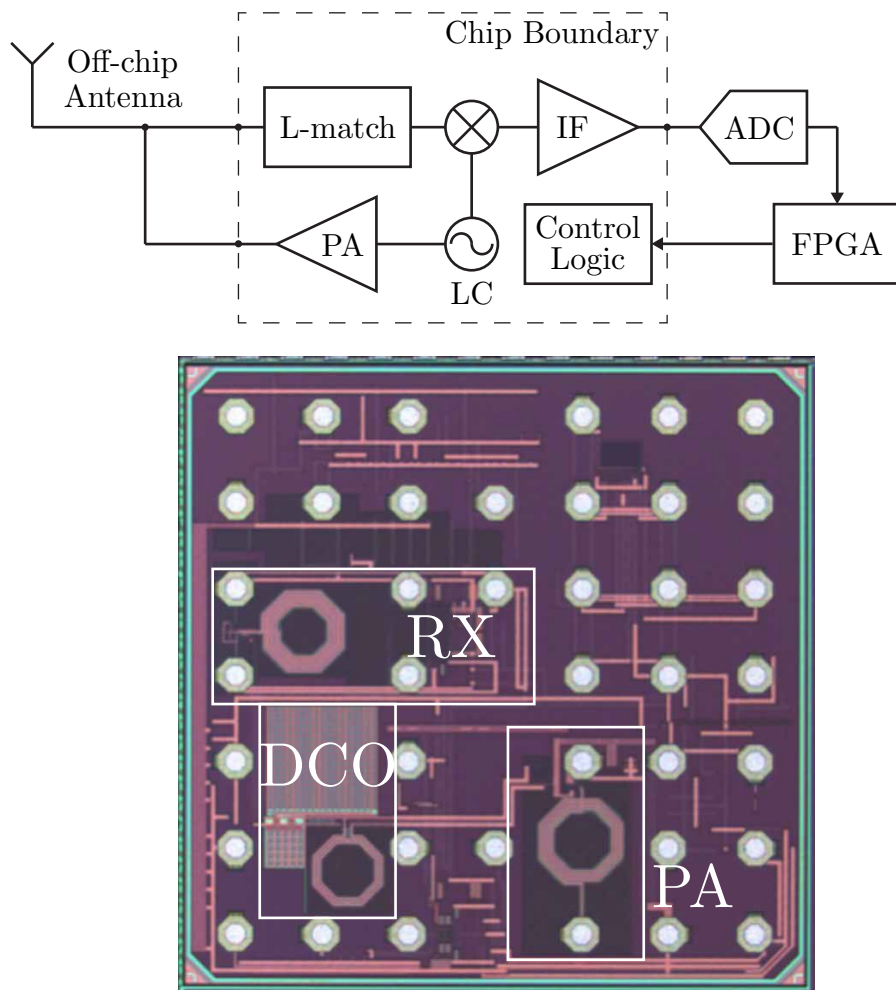 Chip Boundary
Off-chip
Antenna
L-match
IF
ADC
PA
LC
Control
Logic
FPGA
RX
DCO
PA